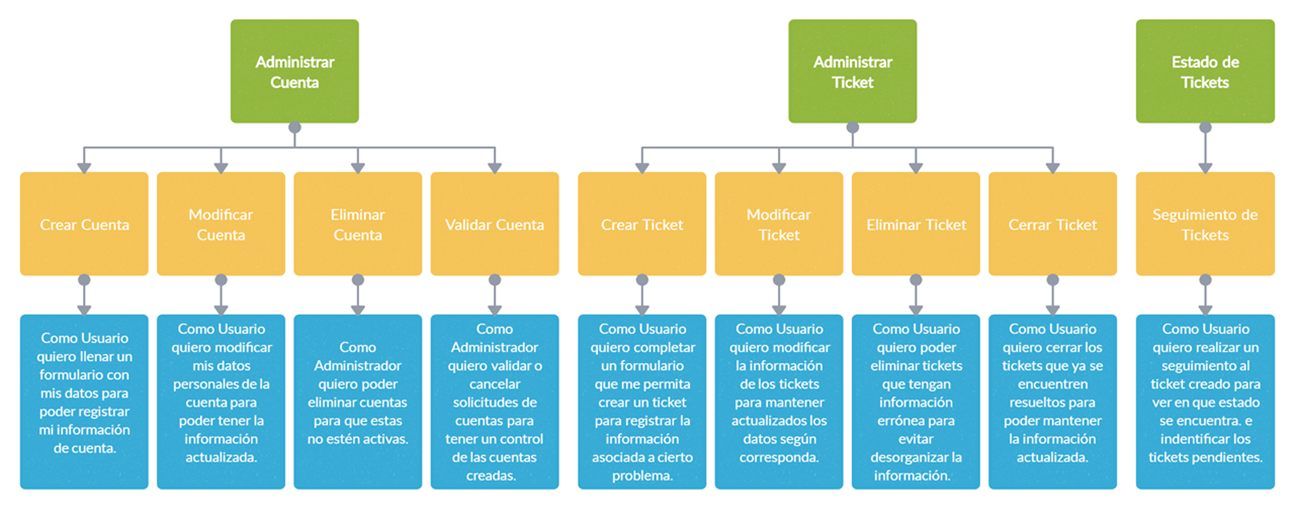 Administrar
Cuenta
Administrar
Ticket
Estado de
Tickets
Crear Cuenta
Modificar
Cuenta
Eliminar
Cuenta
Validar Cuenta
Crear Ticket
Modificar
Ticket
Eliminar Ticket
Cerrar Ticket
Seguimiento de
Tickets
Como Usuario
quiero llenar un
formulario con
mis datos para
poder registrar
mi información
de cuenta.
Como Usuario
quiero modificar
mis datos
personales de la
cuenta para
poder tener la
información
actualizada.
Como
Administrador
quiero poder
eliminar cuentas
para que estas
no estén activas.
Como
Administrador
quiero validar o
cancelar
solicitudes de
cuentas para
tener un control
de las cuentas
creadas.
Como Usuario
quiero completar
un formulario
que me permita
crear un ticket
para registrar la
información
asociada a cierto
problema.
Como Usuario
quiero modificar
la información
de los tickets
para mantener
actualizados los
datos según
corresponda.
Como Usuario
quiero poder
eliminar tickets
que tengan
información
errónea para
evitar
desorganizar la
información.
Como Usuario
quiero cerrar los
tickets que ya se
encuentren
resueltos para
poder mantener
la información
actualizada.
Como Usuario
quiero realizar un
seguimiento al
ticket creado para
ver en que estado
se encuentra. e
indentificar los
tickets pendientes.